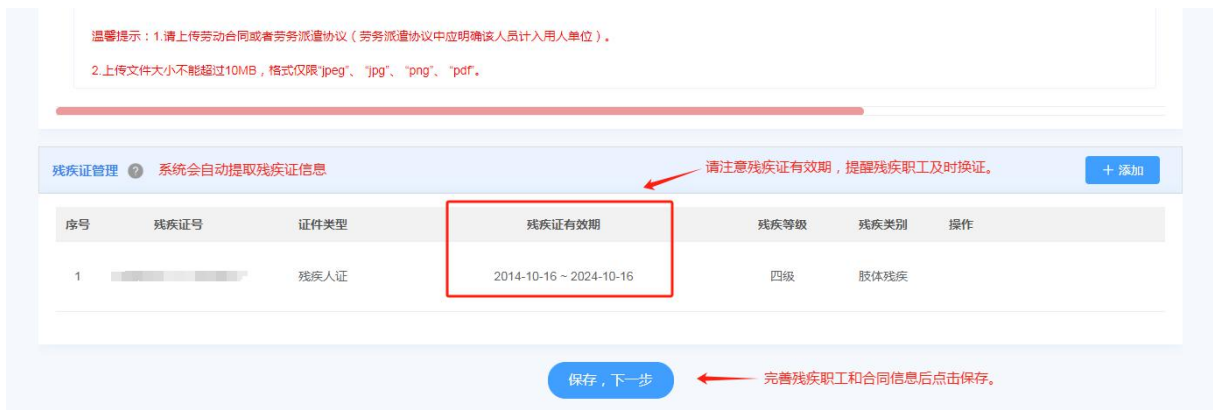 温馨提示：1.请上传劳动合同或者劳务派遣协议（劳务派遣协议中应明确该人员计入用人单位）。
2.上传文件大小不能超过10MB，格式仅限“jpeg”、“jpg”、“png”、“pdf”。
残疾证管理 ? 系统会自动提取残疾证信息 请注意残疾证有效期，提醒残疾职工及时换证。 + 添加
序号 残疾证号 证件类型 残疾证有效期 残疾等级 残疾类别 操作
1 残疾人证 2014-10-16 ~ 2024-10-16 四级 肢体残疾
保存，下一步 完善残疾职工和合同信息后点击保存。